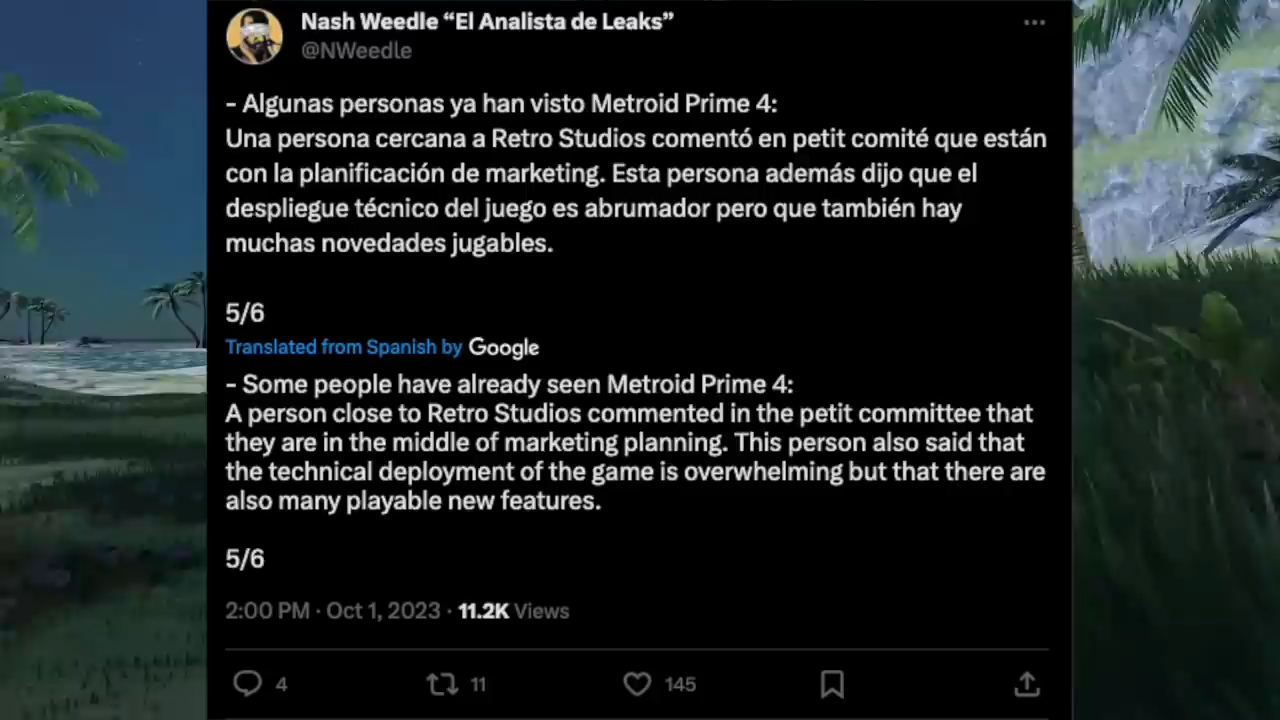 Nash Weedle “El Analista de Leaks”
@NWeedle
- Algunas personas ya han visto Metroid Prime 4:
Una persona cercana a Retro Studios comentó en petit comité que están
con la planificación de marketing. Esta persona además dijo que el
despliegue técnico del juego es abrumador pero que también hay
muchas novedades jugables.
5/6
Translated from Spanish by Google
- Some people have already seen Metroid Prime 4:
A person close to Retro Studios commented in the petit committee that
they are in the middle of marketing planning. This person also said that
the technical deployment of the game is overwhelming but that there are
also many playable new features.
5/6
2:00 PM · Oct 1, 2023 · 11.2K Views
4 11 145